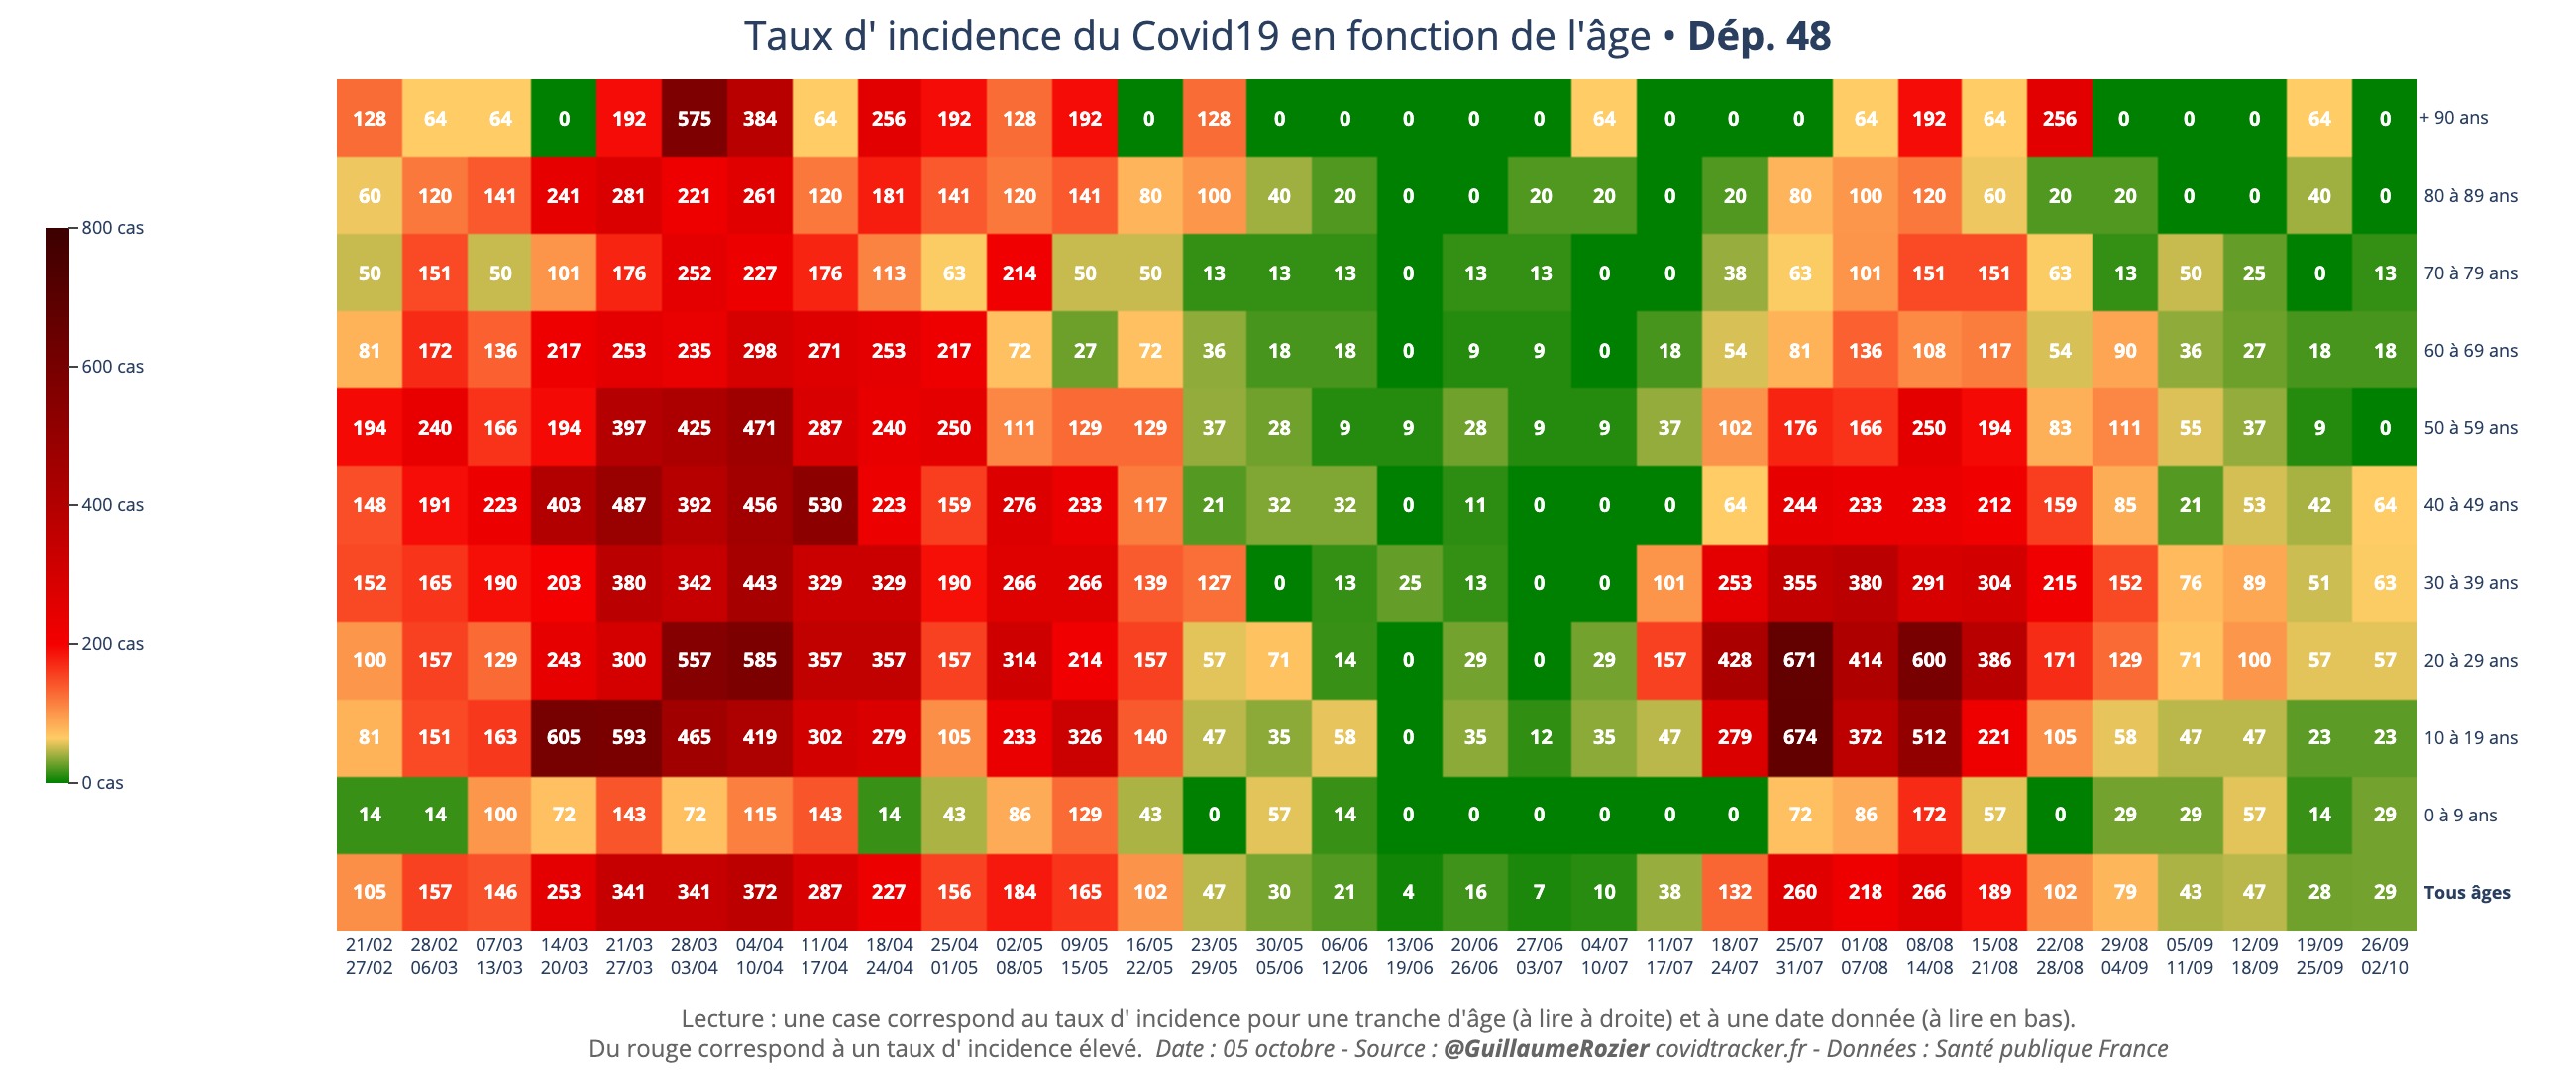 Taux d' incidence du Covid19 en fonction de l'âge • Dép. 48
800 cas
600 cas
400 cas
200 cas
0 cas
128 64 64 0 192 575 384 64 256 192 128 192 0 128 0 0 0 0 0 64 0 0 0 64 192 64 256 0 0 0 64 0 + 90 ans
60 120 141 241 281 221 261 120 181 141 120 141 80 100 40 20 0 0 20 20 0 20 80 100 120 60 20 20 0 0 40 0 80 à 89 ans
50 151 50 101 176 252 227 176 113 63 214 50 50 13 13 13 0 13 13 0 0 38 63 101 151 151 63 13 50 25 0 13 70 à 79 ans
81 172 136 217 253 235 298 271 253 217 72 27 72 36 18 18 0 9 9 0 18 54 81 136 108 117 54 90 36 27 18 18 60 à 69 ans
194 240 166 194 397 425 471 287 240 250 111 129 129 37 28 9 9 28 9 9 37 102 176 166 250 194 83 111 55 37 9 0 50 à 59 ans
148 191 223 403 487 392 456 530 223 159 276 233 117 21 32 32 0 11 0 0 0 64 244 233 233 212 159 85 21 53 42 64 40 à 49 ans
152 165 190 203 380 342 443 329 329 190 266 266 139 127 0 13 25 13 0 0 101 253 355 380 291 304 215 152 76 89 51 63 30 à 39 ans
100 157 129 243 300 557 585 357 357 157 314 214 157 57 71 14 0 29 0 29 157 428 671 414 600 386 171 129 71 100 57 57 20 à 29 ans
81 151 163 605 593 465 419 302 279 105 233 326 140 47 35 58 0 35 12 35 47 279 674 372 512 221 105 58 47 47 23 23 10 à 19 ans
14 14 100 72 143 72 115 143 14 43 86 129 43 0 57 14 0 0 0 0 0 0 72 86 172 57 0 29 29 57 14 29 0 à 9 ans
105 157 146 253 341 341 372 287 227 156 184 165 102 47 30 21 4 16 7 10 38 132 260 218 266 189 102 79 43 47 28 29 Tous âges
21/02 28/02 07/03 14/03 21/03 28/03 04/04 11/04 18/04 25/04 02/05 09/05 16/05 23/05 30/05 06/06 13/06 20/06 27/06 04/07 11/07 18/07 25/07 01/08 08/08 15/08 22/08 29/08 05/09 12/09 19/09 26/09
27/02 06/03 13/03 20/03 27/03 03/04 10/04 17/04 24/04 01/05 08/05 15/05 22/05 29/05 05/06 12/06 19/06 26/06 03/07 10/07 17/07 24/07 31/07 07/08 14/08 21/08 28/08 04/09 11/09 18/09 25/09 02/10
Lecture : une case correspond au taux d' incidence pour une tranche d'âge (à lire à droite) et à une date donnée (à lire en bas).
Du rouge correspond à un taux d' incidence élevé. Date : 05 octobre - Source : @GuillaumeRozier covidtracker.fr - Données : Santé publique France